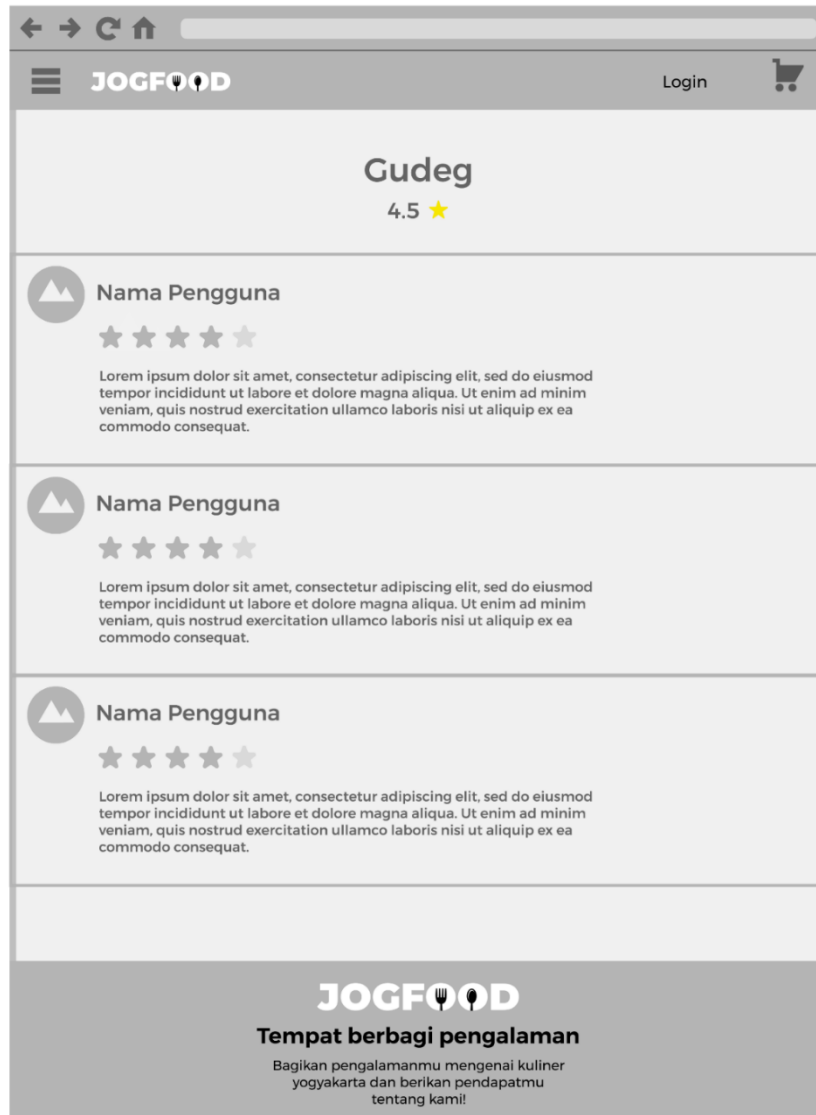 JOGFOOD
Login
Gudeg
4.5
Nama Pengguna
Lorem ipsum dolor sit amet, consectetur adipiscing elit, sed do eiusmod
tempor incididunt ut labore et dolore magna aliqua. Ut enim ad minim
veniam, quis nostrud exercitation ullamco laboris nisi ut aliquip ex ea
commodo consequat.
Nama Pengguna
Lorem ipsum dolor sit amet, consectetur adipiscing elit, sed do eiusmod
tempor incididunt ut labore et dolore magna aliqua. Ut enim ad minim
veniam, quis nostrud exercitation ullamco laboris nisi ut aliquip ex ea
commodo consequat.
Nama Pengguna
Lorem ipsum dolor sit amet, consectetur adipiscing elit, sed do eiusmod
tempor incididunt ut labore et dolore magna aliqua. Ut enim ad minim
veniam, quis nostrud exercitation ullamco laboris nisi ut aliquip ex ea
commodo consequat.
JOGFOOD
Tempat berbagi pengalaman
Bagikan pengalamanmu mengenai kuliner
yogyakarta dan berikan pendapatmu
tentang kami!